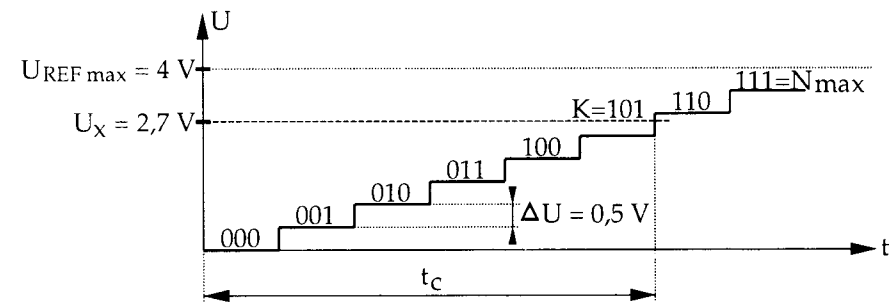 U
U_REF max = 4 V
111=N_max
K=101
110
U_X = 2,7 V
100
011
010
ΔU = 0,5 V
001
000
t
t_C